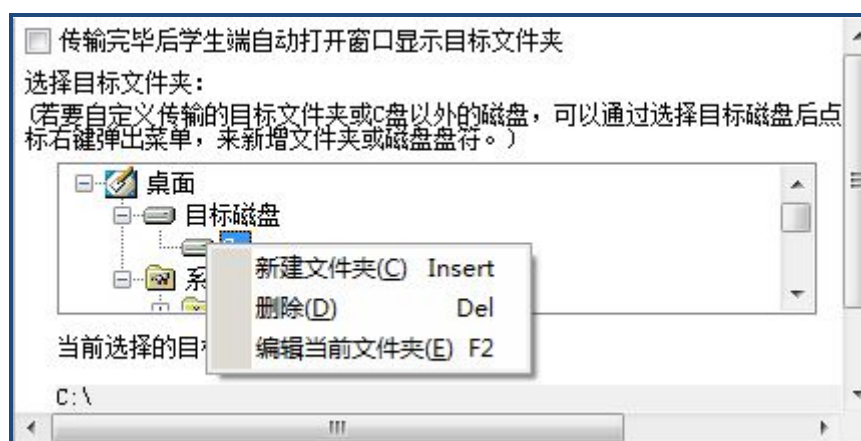 传输完毕后学生端自动打开窗口显示目标文件夹
选择目标文件夹：
（若要自定义传输的目标文件夹或C盘以外的磁盘，可以通过选择目标磁盘后点
标右键弹出菜单，来新增文件夹或磁盘盘符。）
桌面
目标磁盘
新建文件夹(C) Insert
系
删除(D) Del
当前选择的目
编辑当前文件夹(E) F2
C:\